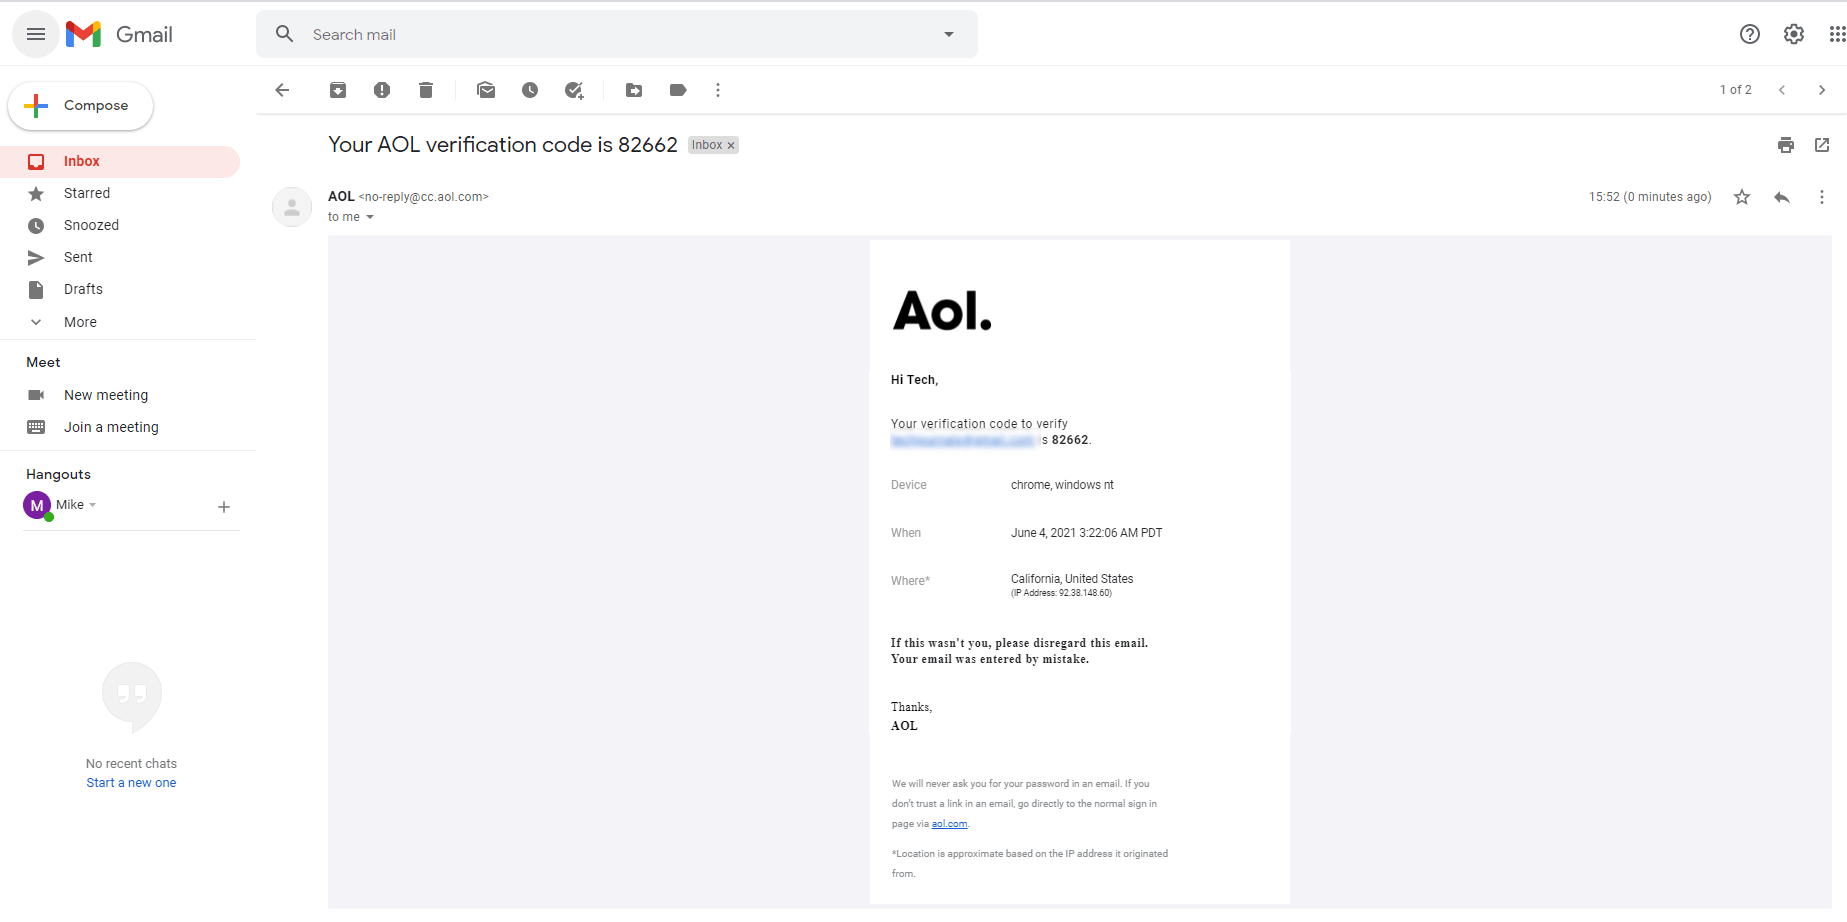 Gmail
Search mail
Compose
1 of 2
Inbox
Starred
Snoozed
Sent
Drafts
More
Meet
New meeting
Join a meeting
Hangouts
M Mike
No recent chats
Start a new one
Your AOL verification code is 82662 Inbox ×
AOL <no-reply@cc.aol.com>
15:52 (0 minutes ago)
to me
Aol.
Hi Tech,
Your verification code to verify
is 82662.
Device chrome, windows nt
When June 4, 2021 3:22:06 AM PDT
Where* California, United States
(IP Address: 92.38.148.60)
If this wasn't you, please disregard this email.
Your email was entered by mistake.
Thanks,
AOL
We will never ask you for your password in an email. If you
don't trust a link in an email, go directly to the normal sign in
page via aol.com.
*Location is approximate based on the IP address it originated
from.